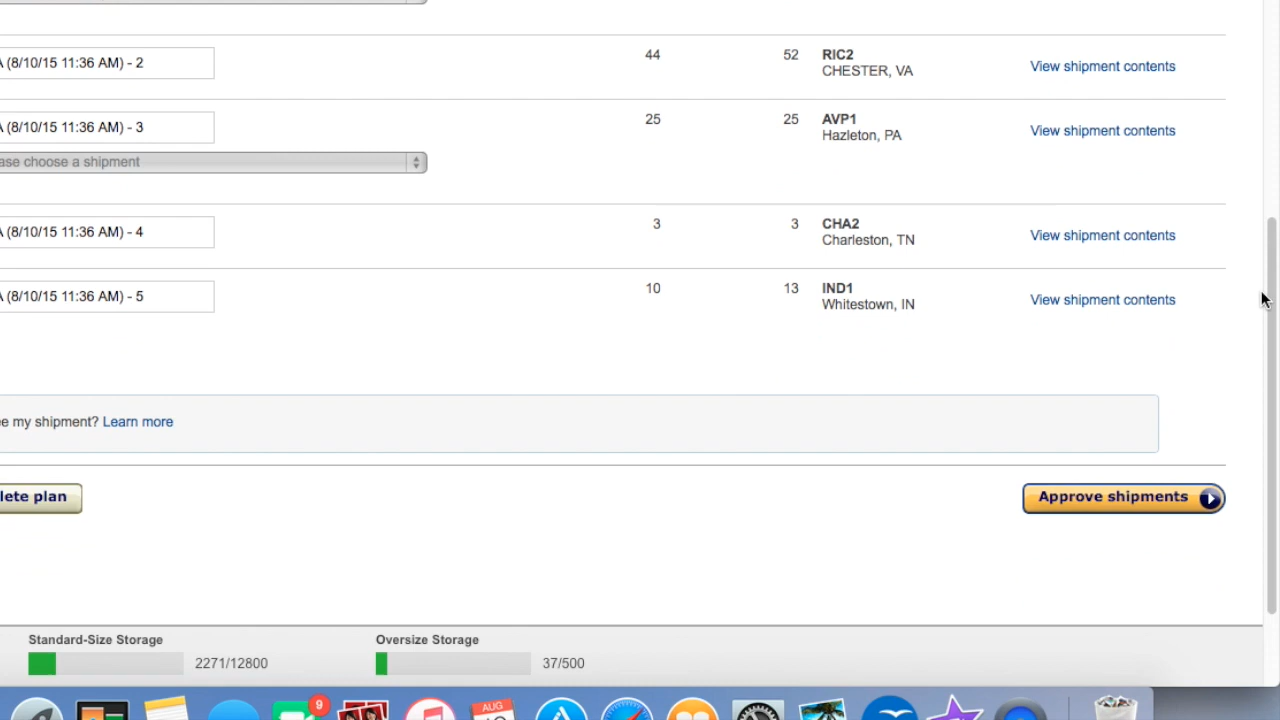 A (8/10/15 11:36 AM) - 2 44 52 RIC2 View shipment contents
CHESTER, VA
A (8/10/15 11:36 AM) - 3 25 25 AVP1 View shipment contents
Hazleton, PA
ase choose a shipment
A (8/10/15 11:36 AM) - 4 3 3 CHA2 View shipment contents
Charleston, TN
A (8/10/15 11:36 AM) - 5 10 13 IND1 View shipment contents
Whitestown, IN
e my shipment? Learn more
lete plan Approve shipments
Standard-Size Storage Oversize Storage
2271/12800 37/500
9
AUG